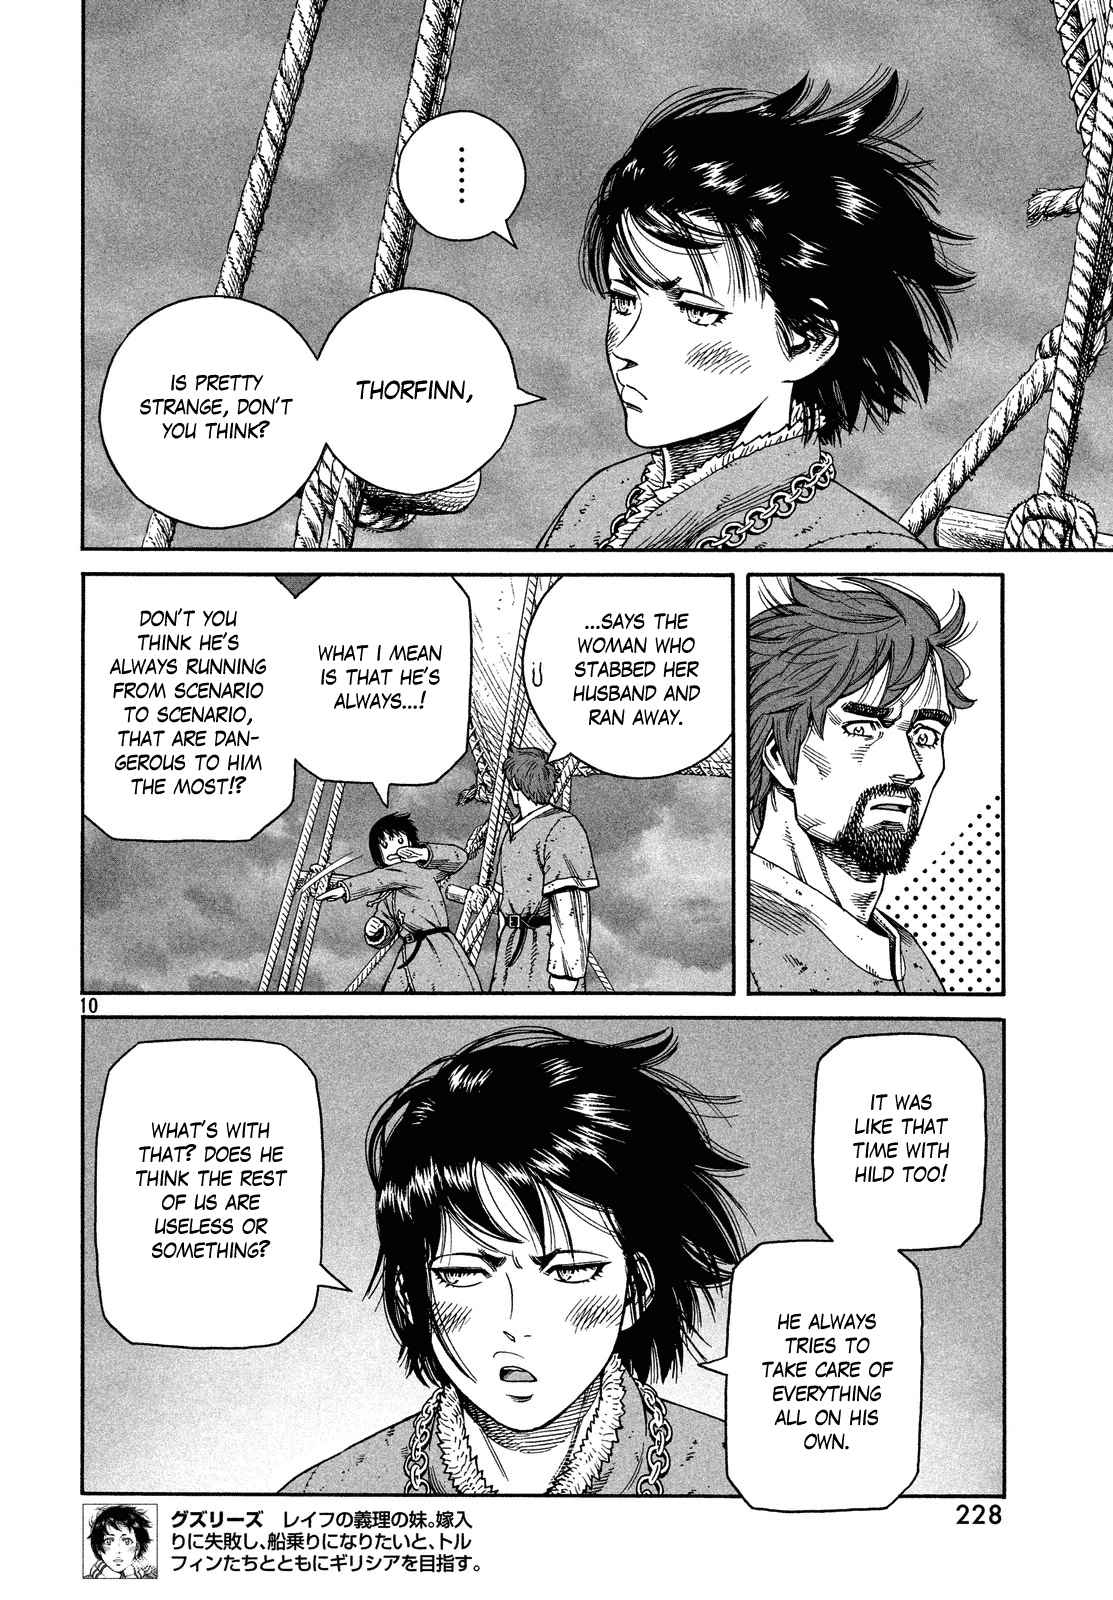 ......
THORFINN,
IS PRETTY
STRANGE, DON'T
YOU THINK?
...SAYS THE
WOMAN WHO
STABBED HER
HUSBAND AND
RAN AWAY.
WHAT I MEAN
IS THAT HE'S
ALWAYS...!
DON'T YOU
THINK HE'S
ALWAYS RUNNING
FROM SCENARIO
TO SCENARIO,
THAT ARE DAN-
GEROUS TO HIM
THE MOST!?
10
IT WAS
LIKE THAT
TIME WITH
HILD TOO!
HE ALWAYS
TRIES TO
TAKE CARE OF
EVERYTHING
ALL ON HIS
OWN.
WHAT'S WITH
THAT? DOES HE
THINK THE REST
OF US ARE
USELESS OR
SOMETHING?
グズリーズ　レイフの義理の妹。嫁入
りに失敗し、船乗りになりたいと、トル
フィンたちとともにギリシアを目指す。
228